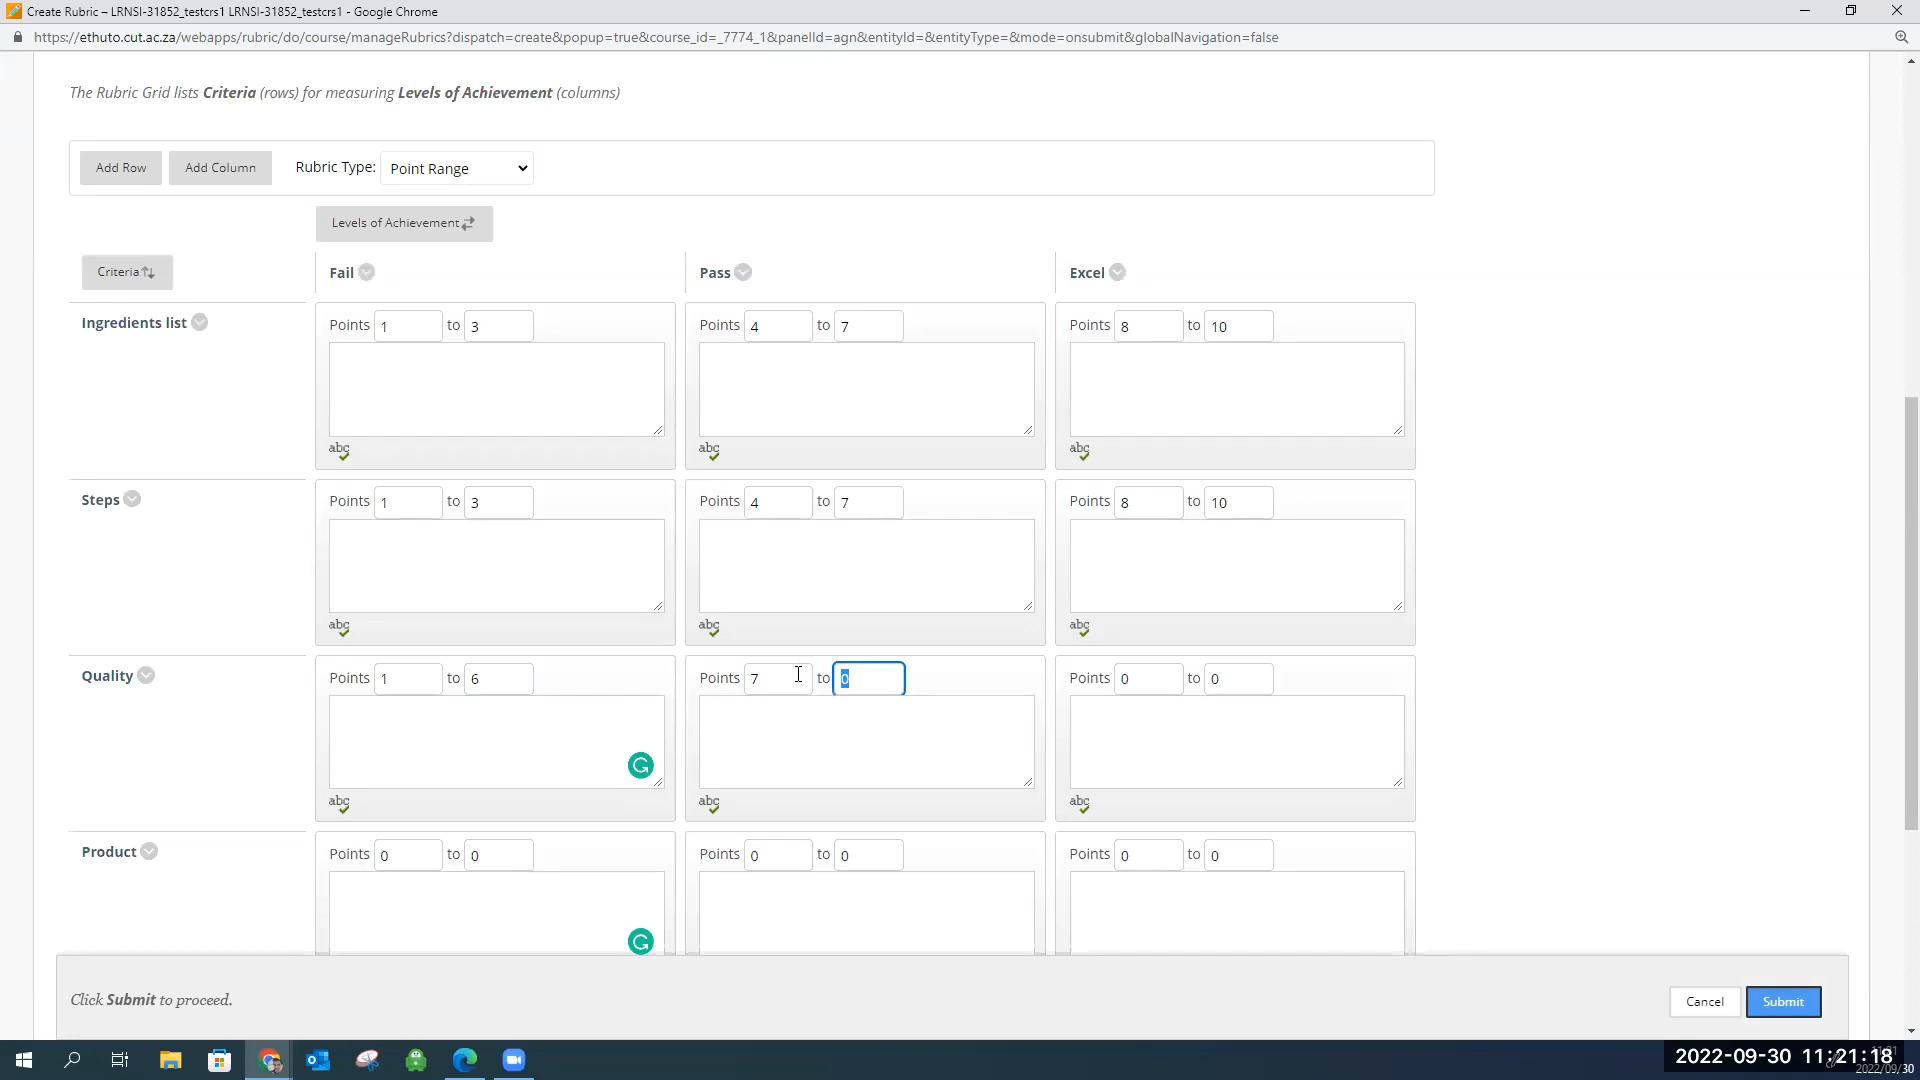 Create Rubric – LRNSI-31852_testcrs1 LRNSI-31852_testcrs1 - Google Chrome
https://ethuto.cut.ac.za/webapps/rubric/do/course/manageRubrics?dispatch=create&popup=true&course_id=_7774_1&panelId=agn&entityId=&entityType=&mode=onsubmit&globalNavigation=false
The Rubric Grid lists Criteria (rows) for measuring Levels of Achievement (columns)
Add Row Add Column Rubric Type: Point Range
Levels of Achievement
Criteria Fail Pass Excel
Ingredients list Points 1 to 3 Points 4 to 7 Points 8 to 10
abc abc abc
Steps Points 1 to 3 Points 4 to 7 Points 8 to 10
abc abc abc
Quality Points 1 to 6 Points 7 to 0 Points 0 to 0
abc abc abc
Product Points 0 to 0 Points 0 to 0 Points 0 to 0
Click Submit to proceed. Cancel Submit
2022-09-30 11:21:18
2022/09/30